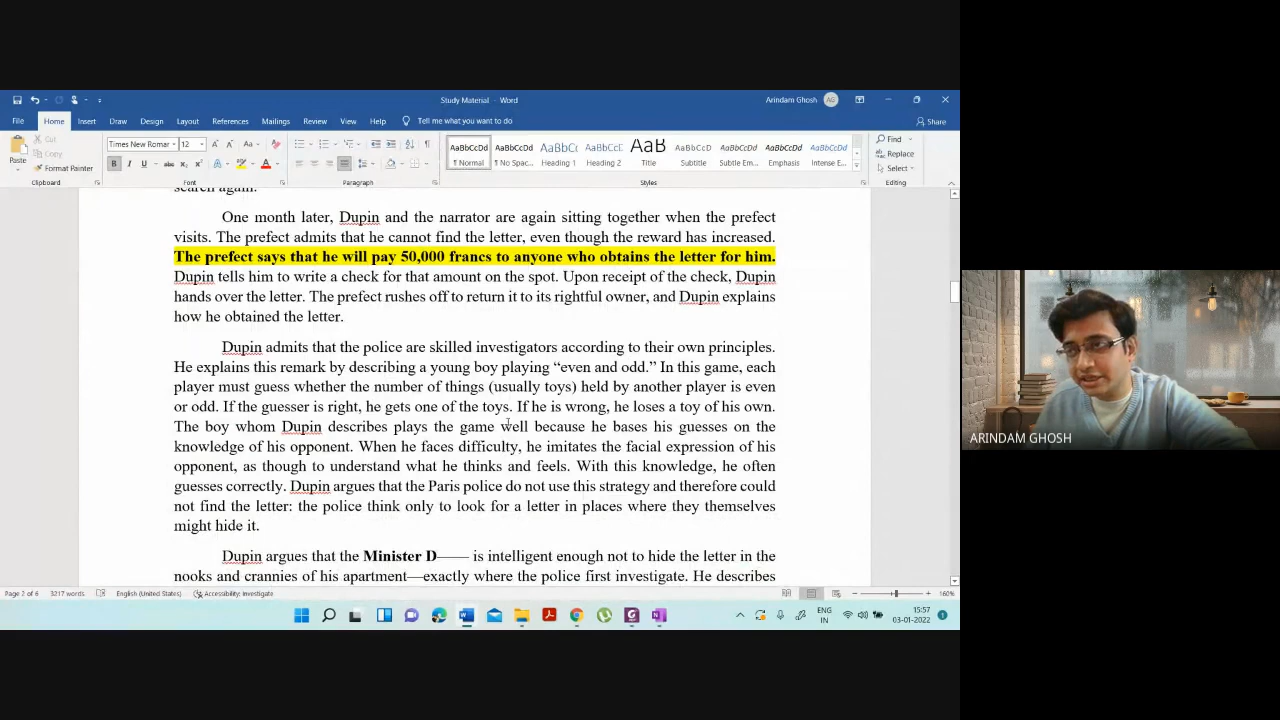 Study Material - Word
Arindam Ghosh AG
File Home Insert Draw Design Layout References Mailings Review View Help Tell me what you want to do Share
Paste Cut Copy Format Painter
Times New Roman 12
AaBbCcDd AaBbCcDd AaBbC( AaBbCcC AaB AaBbCcD AaBbCcDd AaBbCcDd AaBbCcDd
¶ Normal ¶ No Spac... Heading 1 Heading 2 Title Subtitle Subtle Em... Emphasis Intense E...
Find Replace Select
Clipboard Font Paragraph Styles Editing
search again.
One month later, Dupin and the narrator are again sitting together when the prefect
visits. The prefect admits that he cannot find the letter, even though the reward has increased.
The prefect says that he will pay 50,000 francs to anyone who obtains the letter for him.
Dupin tells him to write a check for that amount on the spot. Upon receipt of the check, Dupin
hands over the letter. The prefect rushes off to return it to its rightful owner, and Dupin explains
how he obtained the letter.
Dupin admits that the police are skilled investigators according to their own principles.
He explains this remark by describing a young boy playing “even and odd.” In this game, each
player must guess whether the number of things (usually toys) held by another player is even
or odd. If the guesser is right, he gets one of the toys. If he is wrong, he loses a toy of his own.
The boy whom Dupin describes plays the game well because he bases his guesses on the
knowledge of his opponent. When he faces difficulty, he imitates the facial expression of his
opponent, as though to understand what he thinks and feels. With this knowledge, he often
guesses correctly. Dupin argues that the Paris police do not use this strategy and therefore could
not find the letter: the police think only to look for a letter in places where they themselves
might hide it.
Dupin argues that the Minister D—— is intelligent enough not to hide the letter in the
nooks and crannies of his apartment—exactly where the police first investigate. He describes
Page 2 of 6 3217 words English (United States) Accessibility: Investigate 160%
ENG
IN
15:57
03-01-2022
ARINDAM GHOSH